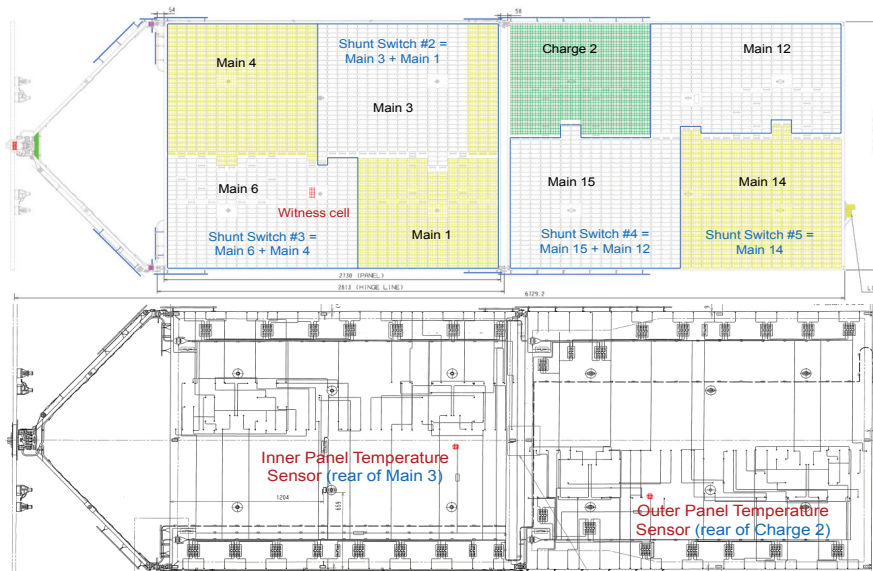 54
58
Main 4
Shunt Switch #2 =
Main 3 + Main 1
Charge 2
Main 12
Main 3
Main 6
Main 15
Main 14
Witness cell
Shunt Switch #3 =
Main 6 + Main 4
Main 1
Shunt Switch #4 =
Main 15 + Main 12
Shunt Switch #5 =
Main 14
2730 (PANEL)
2813 (HINGE LINE)
6729.2
Inner Panel Temperature
Sensor (rear of Main 3)
1204
659
Outer Panel Temperature
Sensor (rear of Charge 2)